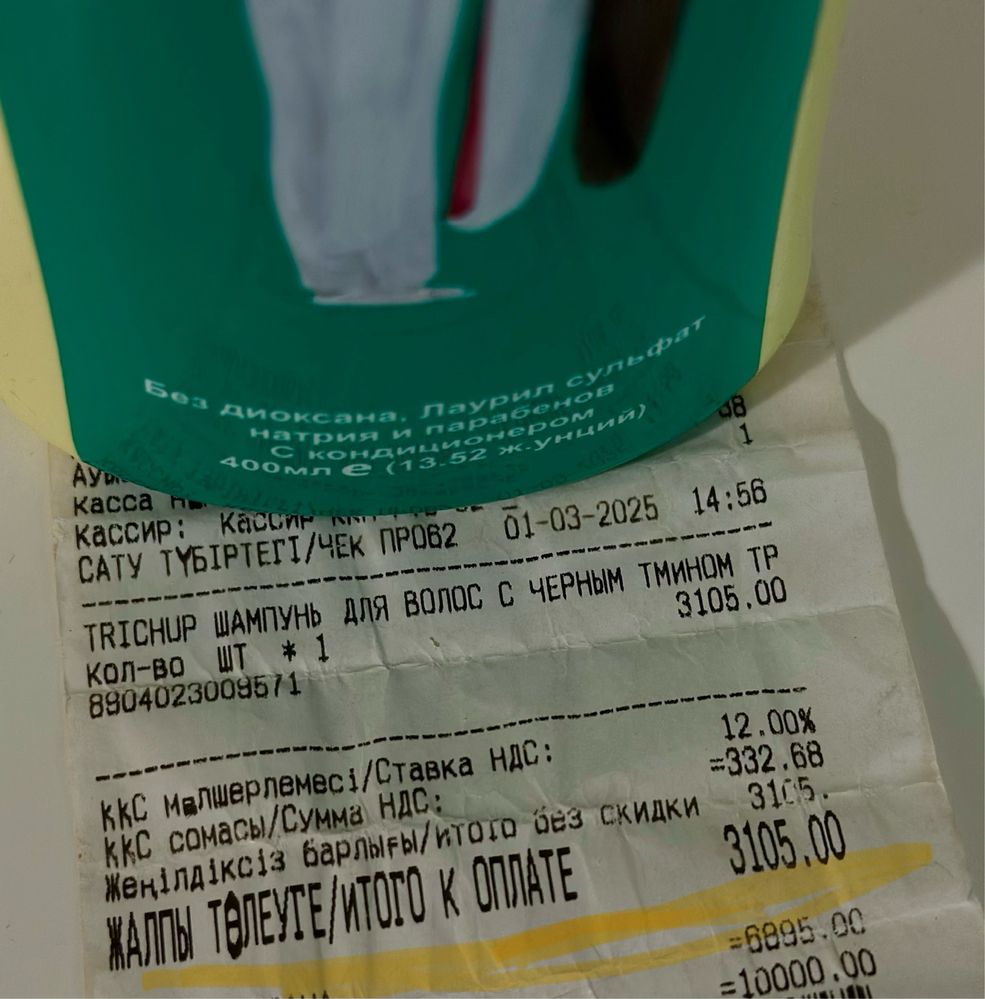 Без диоксана. Лаурил сульфат
натрия и парабенов
С кондиционером
400мл е (13.52 ж.унций)
38
1
Касса
Кассир: Кассир
САТУ ТҮБІРТЕГІ/ЧЕК ПРО62 01-03-2025 14:56
TRICHUP ШАМПУНЬ ДЛЯ ВОЛОС С ЧЕРНЫМ ТМИНОМ ТР
КОЛ-ВО ШТ * 1 3105.00
8904023009571
ҚҚС мөлшерлемесі/Ставка НДС: 12.00%
ҚҚС сомасы/Сумма НДС: =332.68
Жеңілдіксіз барлығы/итого без скидки 3105.
ЖАЛПЫ ТӨЛЕУГЕ/ИТОГО К ОПЛАТЕ 3105.00
=6895.00
=10000.00